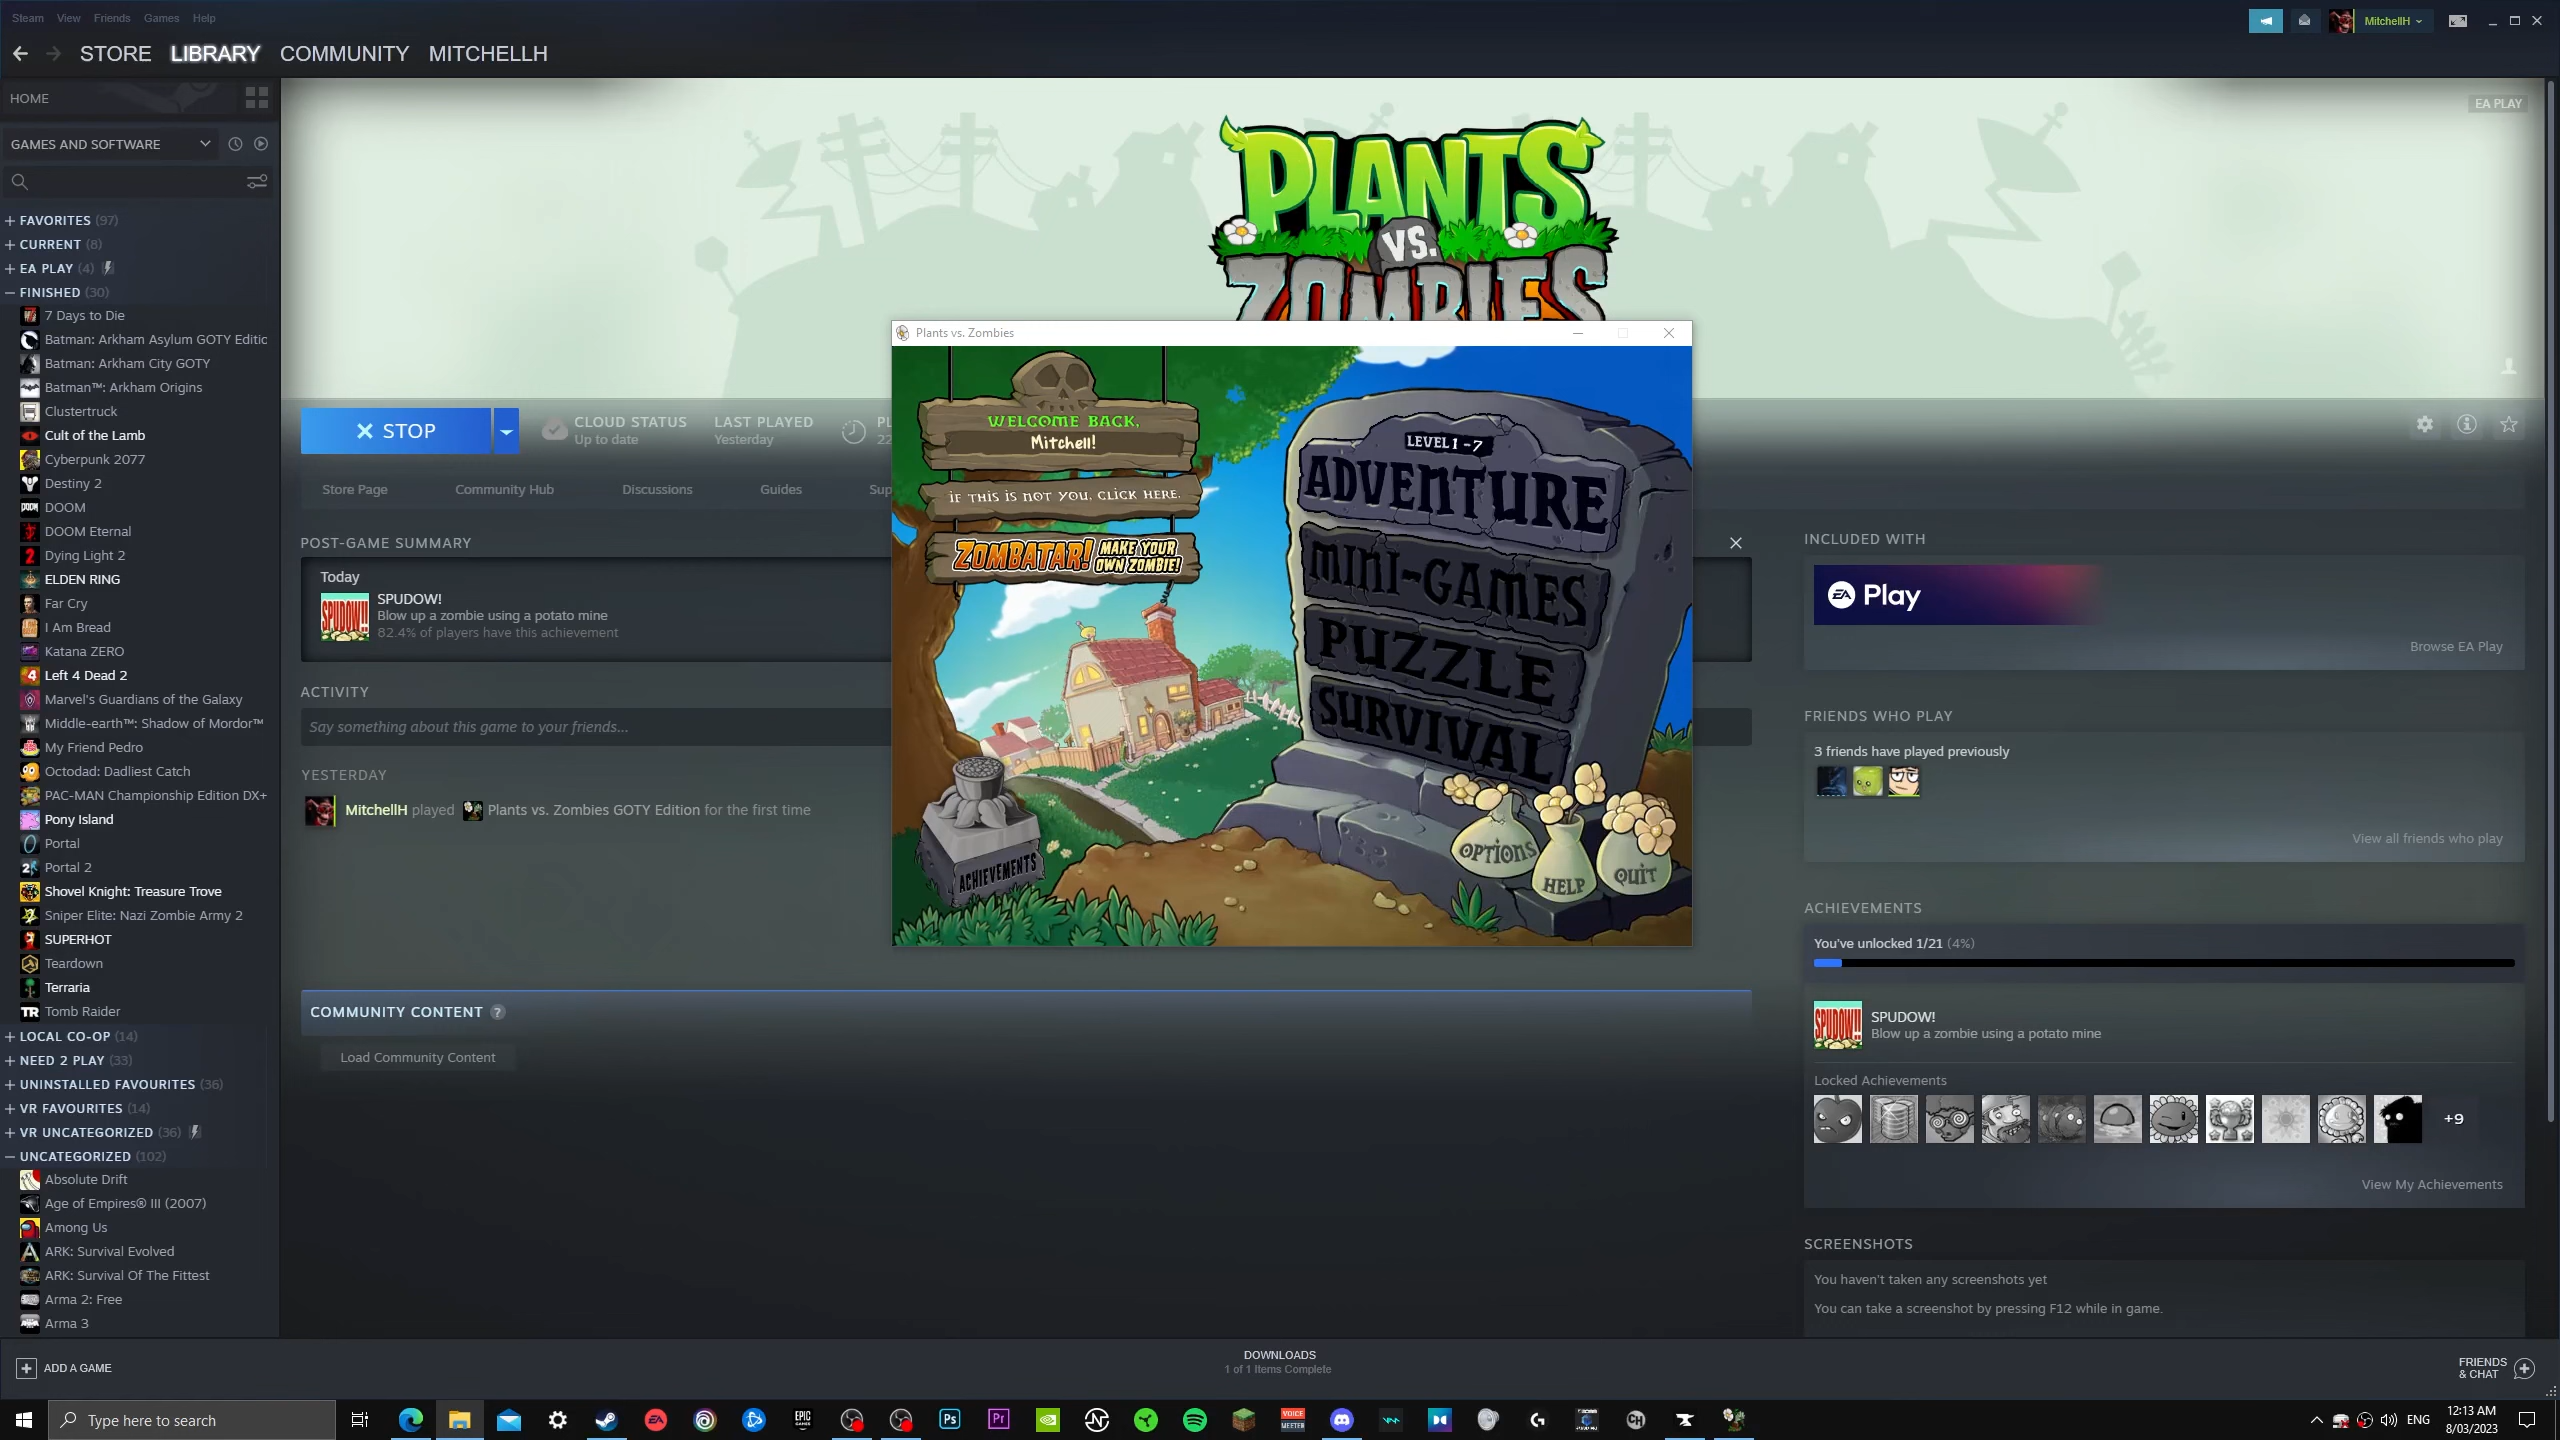 Steam View Friends Games Help
MitchellH
STORE LIBRARY COMMUNITY MITCHELLH
HOME
GAMES AND SOFTWARE
+ FAVORITES (97)
+ CURRENT (8)
+ EA PLAY (4)
— FINISHED (30)
7 Days to Die
Batman: Arkham Asylum GOTY Editic
Batman: Arkham City GOTY
Batman™: Arkham Origins
Clustertruck
Cult of the Lamb
Cyberpunk 2077
Destiny 2
DOOM
DOOM Eternal
Dying Light 2
ELDEN RING
Far Cry
I Am Bread
Katana ZERO
Left 4 Dead 2
Marvel's Guardians of the Galaxy
Middle-earth™: Shadow of Mordor™
My Friend Pedro
Octodad: Dadliest Catch
PAC-MAN Championship Edition DX+
Pony Island
Portal
Portal 2
Shovel Knight: Treasure Trove
Sniper Elite: Nazi Zombie Army 2
SUPERHOT
Teardown
Terraria
Tomb Raider
+ LOCAL CO-OP (14)
+ NEED 2 PLAY (33)
+ UNINSTALLED FAVOURITES (36)
+ VR FAVOURITES (14)
+ VR UNCATEGORIZED (36)
— UNCATEGORIZED (102)
Absolute Drift
Age of Empires® III (2007)
Among Us
ARK: Survival Evolved
ARK: Survival Of The Fittest
Arma 2: Free
Arma 3
EA PLAY
PLANTS
VS.
ZOMBIES
STOP
CLOUD STATUS
Up to date
LAST PLAYED
Yesterday
PL
22
Store Page Community Hub Discussions Guides Sup
POST-GAME SUMMARY
Today
SPUDOW!!
SPUDOW!
Blow up a zombie using a potato mine
82.4% of players have this achievement
ACTIVITY
Say something about this game to your friends...
YESTERDAY
MitchellH played Plants vs. Zombies GOTY Edition for the first time
COMMUNITY CONTENT ?
Load Community Content
Plants vs. Zombies
WELCOME BACK,
Mitchell!
IF THIS IS NOT YOU, CLICK HERE.
ZOMBATAR! MAKE YOUR
OWN ZOMBIE!
LEVEL 1 - 7
ADVENTURE
MINI-GAMES
PUZZLE
SURVIVAL
ACHIEVEMENTS
OPTIONS
HELP
QUIT
INCLUDED WITH
EA Play
Browse EA Play
FRIENDS WHO PLAY
3 friends have played previously
View all friends who play
ACHIEVEMENTS
You've unlocked 1/21 (4%)
SPUDOW!!
SPUDOW!
Blow up a zombie using a potato mine
Locked Achievements
+9
View My Achievements
SCREENSHOTS
You haven't taken any screenshots yet
You can take a screenshot by pressing F12 while in game.
+ ADD A GAME
DOWNLOADS
1 of 1 Items Complete
FRIENDS
& CHAT
Type here to search
EA
EPIC
GAMES
Ps
Pr
VOICE
MEETER
CH
ENG
12:13 AM
8/03/2023